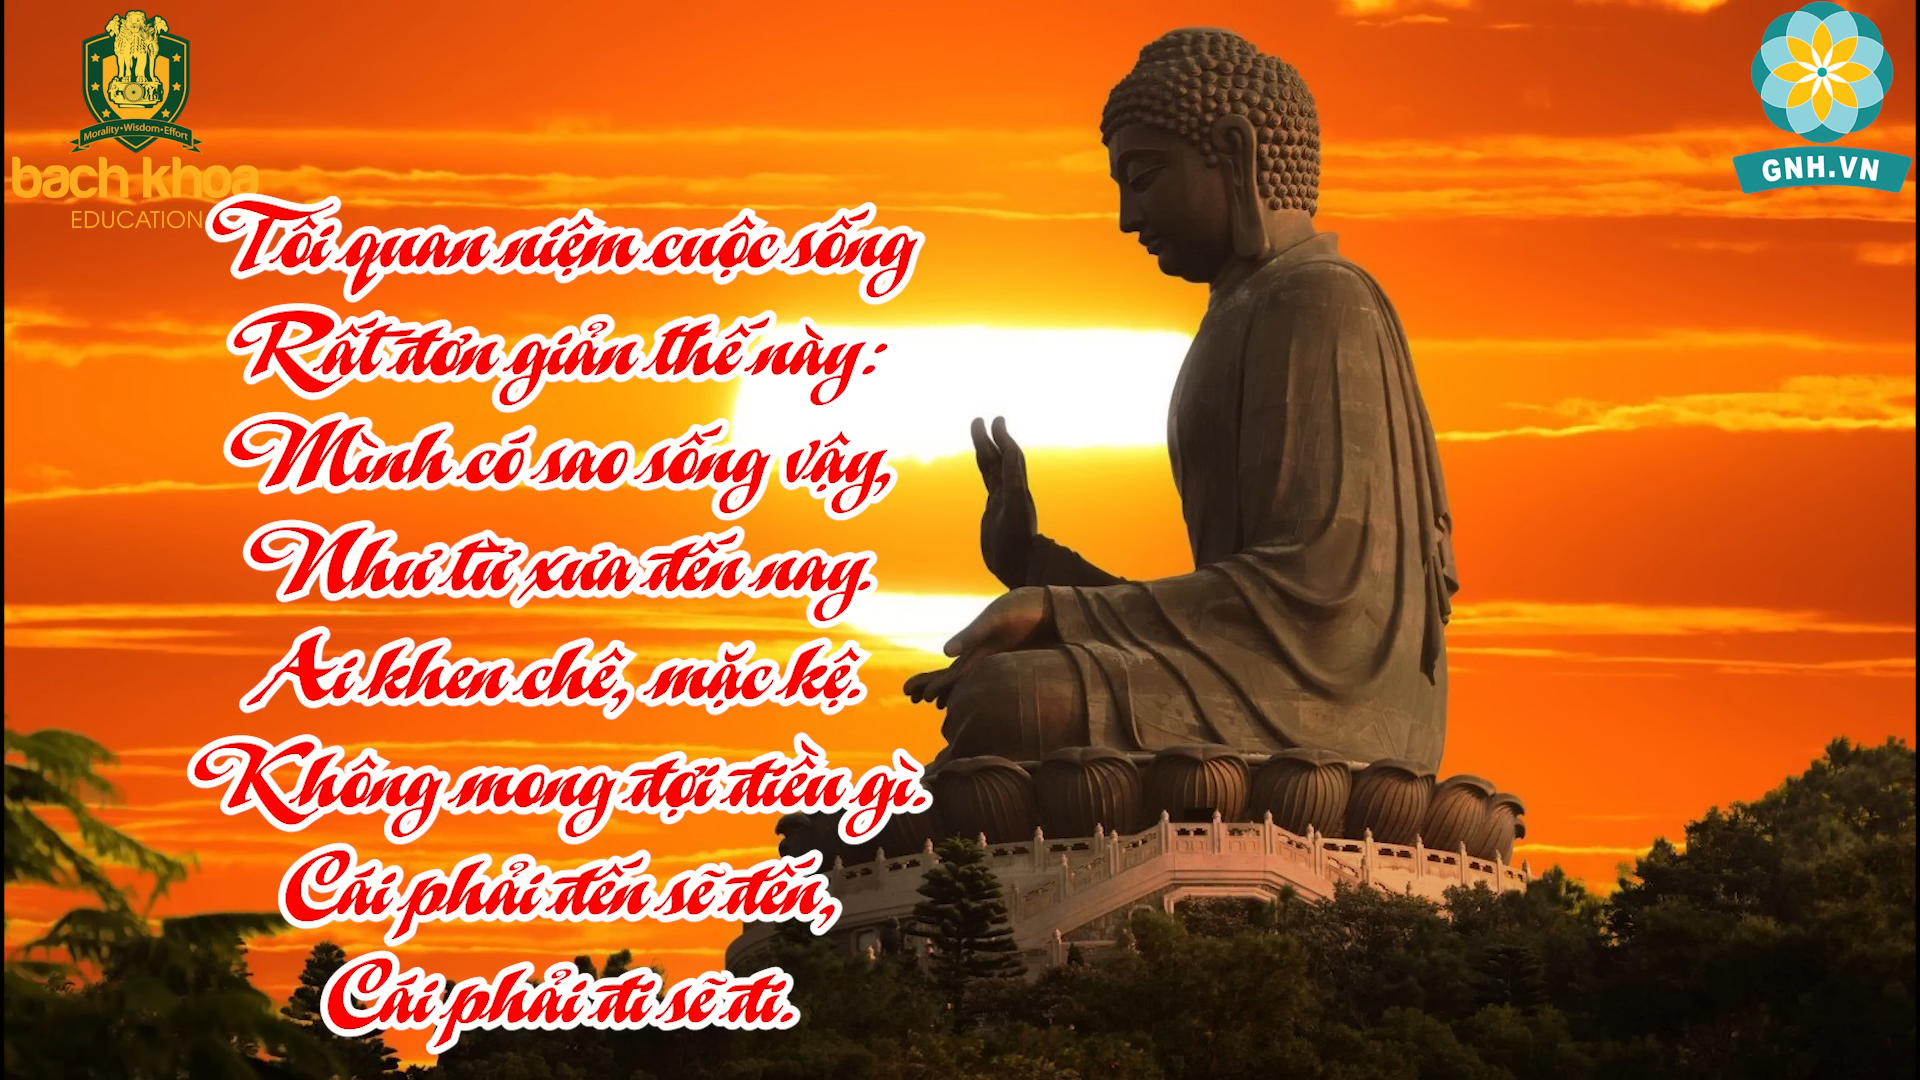 Morality•Wisdom•Effort
bach khoa
EDUCATION
GNH.VN
Tôi quan niệm cuộc sống
Rất đơn giản thế này:
Mình có sao sống vậy,
Như từ xưa đến nay.
Ai khen chê, mặc kệ.
Không mong đợi điều gì.
Cái phải đến sẽ đến,
Cái phải đi sẽ đi.